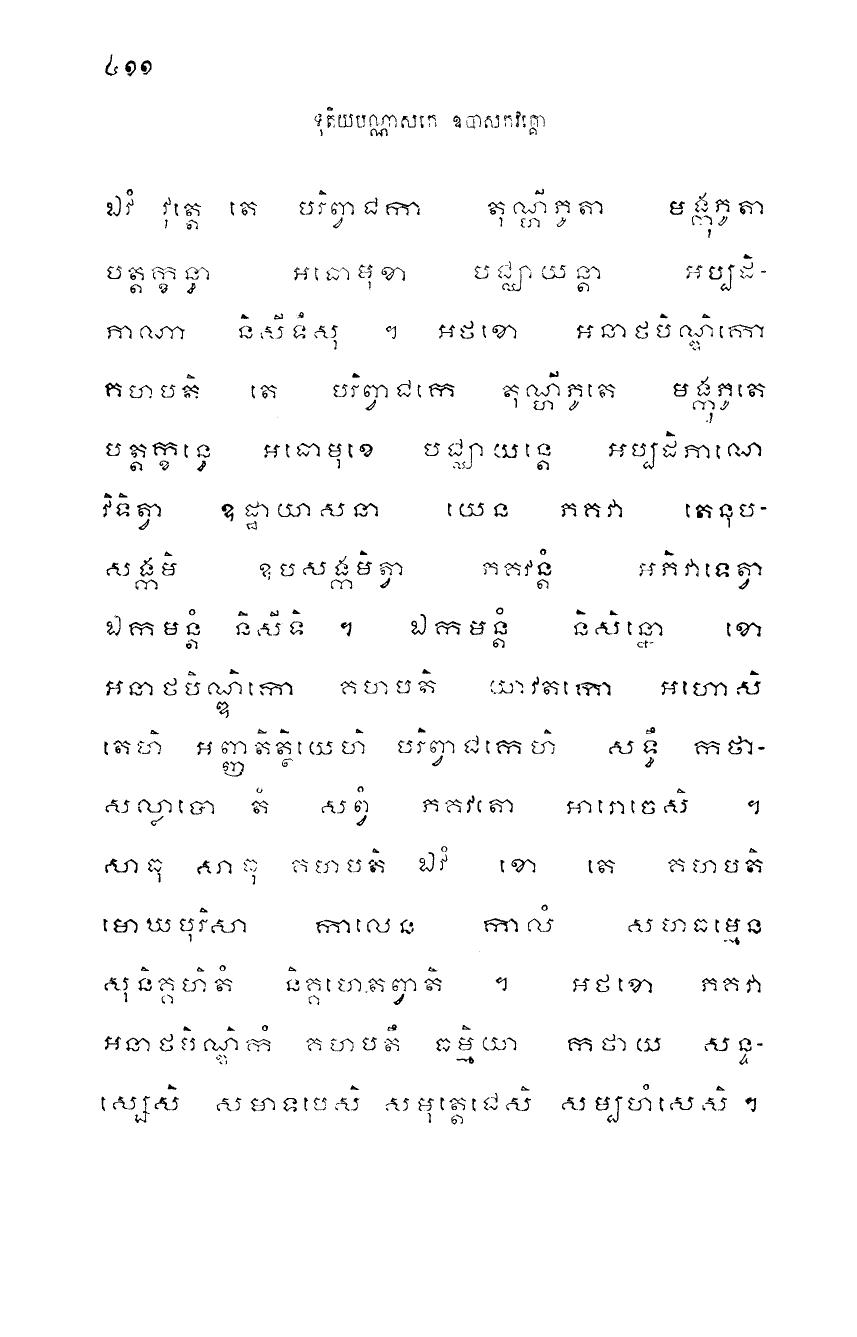 ៤១១
ទុតិយបណ្ណាសកេ ឧបាសកវគ្គោ
ឯវំ វុត្តេ តេ បរិព្វាជកា តុណ្ហីភូតា មង្កុភូតា
បត្តក្ខន្ធា អធោមុខា បជ្ឈាយន្តា អប្បដិ-
ភាណា និសីទឹសុ ។ អថខោ អនាថបិណ្ឌិកោ
គហបតិ តេ បរិព្វាជកេ តុណ្ហីភូតេ មង្កុភូតេ
បត្តក្ខន្ធេ អធោមុខេ បជ្ឈាយន្តេ អប្បដិភាណេ
វិទិត្វា ឧដ្ឋាយាសនា យេន ភគវា តេនុប-
សង្កមិ ឧបសង្កមិត្វា ភគវន្តំ អភិវាទេត្វា
ឯកមន្តំ និសីទិ ។ ឯកមន្តំ និសិន្នោ ខោ
អនាថបិណ្ឌិកោ គហបតិ យាវតកោ អហោសិ
តេហិ អញ្ញតិត្ថិយេហិ បរិព្វាជកេហិ សទ្ធឹ កថា-
សល្លាបោ តំ សព្វំ ភគវតោ អារោចេសិ ។
សាធុ សាធុ គហបតិ ឯវំ ខោ តេ គហបតិ
មោឃបុរិសា កាលេន កាលំ សហធម្មេន
សុនិគ្គហិតំ និគ្គហេតព្វាតិ ។ អថខោ ភគវា
អនាថបិណ្ឌិកំ គហបតឹ ធម្មិយា កថាយ សន្ទ-
ស្សេសិ សមាទបេសិ សមុត្តេជេសិ សម្បហំសេសិ ។